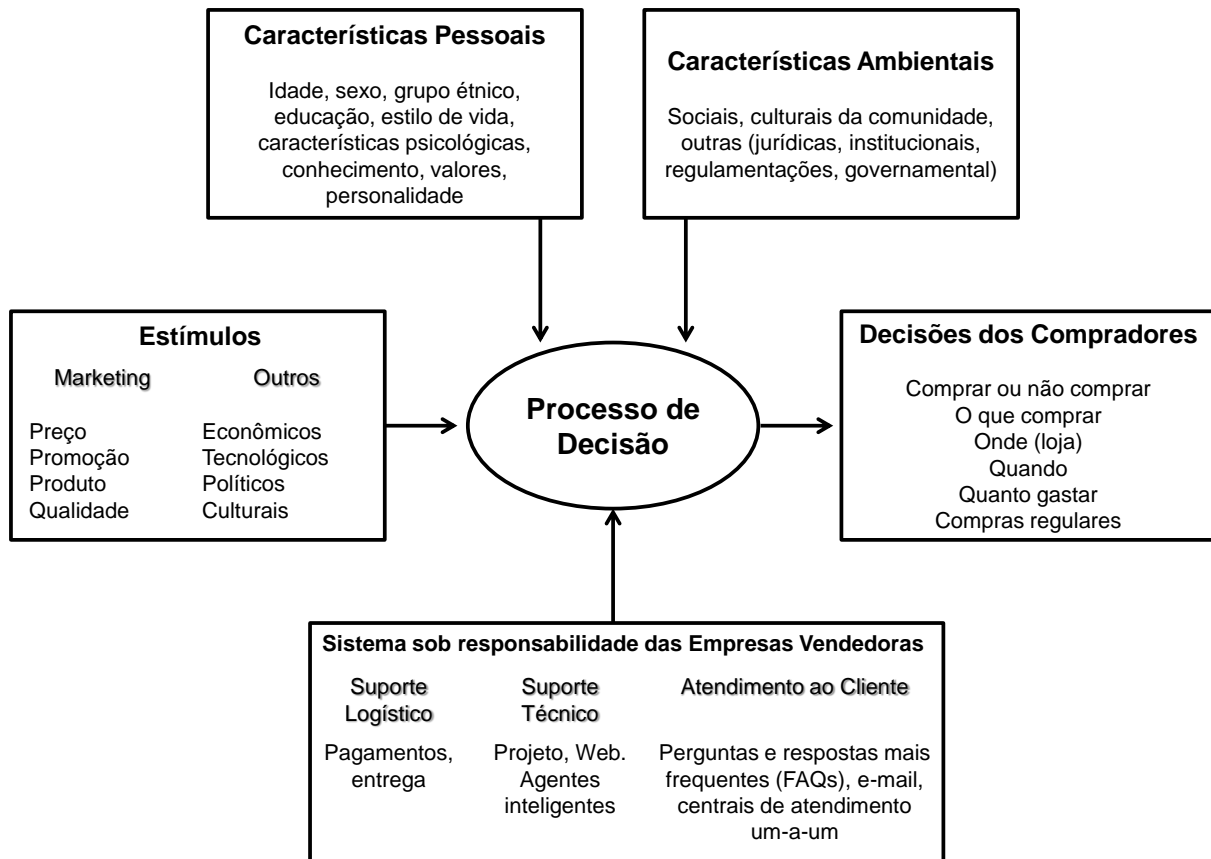 Características Pessoais
Idade, sexo, grupo étnico,
educação, estilo de vida,
características psicológicas,
conhecimento, valores,
personalidade
Características Ambientais
Sociais, culturais da comunidade,
outras (jurídicas, institucionais,
regulamentações, governamental)
Estímulos
Marketing
Outros
Preço
Promoção
Produto
Qualidade
Econômicos
Tecnológicos
Políticos
Culturais
Processo de
Decisão
Decisões dos Compradores
Comprar ou não comprar
O que comprar
Onde (loja)
Quando
Quanto gastar
Compras regulares
Sistema sob responsabilidade das Empresas Vendedoras
Suporte
Logístico
Pagamentos,
entrega
Suporte
Técnico
Projeto, Web.
Agentes
inteligentes
Atendimento ao Cliente
Perguntas e respostas mais
frequentes (FAQs), e-mail,
centrais de atendimento
um-a-um